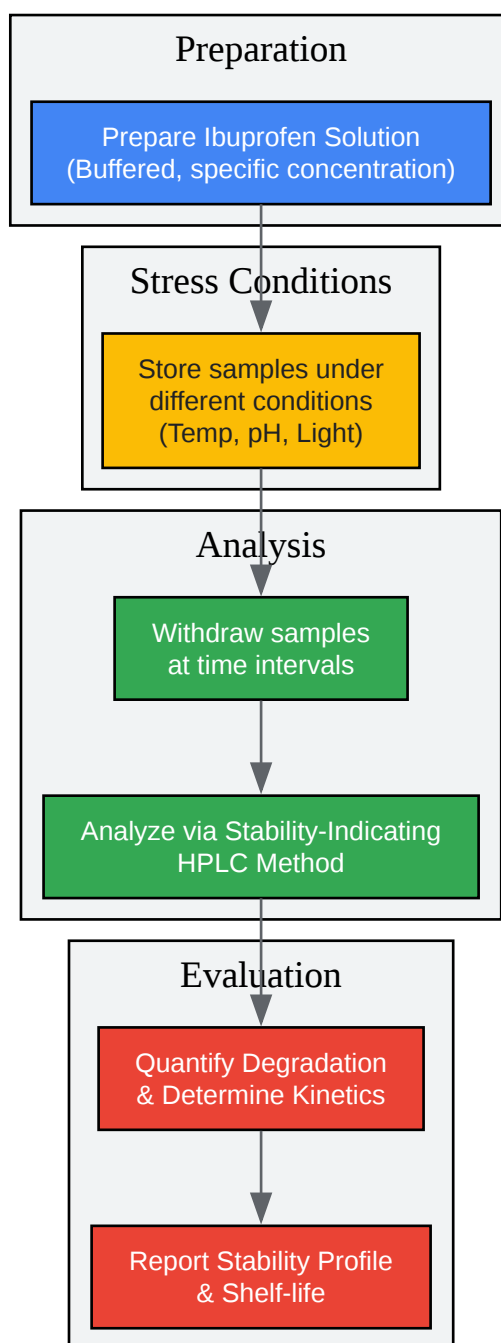 Preparation
Prepare Ibuprofen Solution
(Buffered, specific concentration)
Stress Conditions
Store samples under
different conditions
(Temp, pH, Light)
Analysis
Withdraw samples
at time intervals
Analyze via Stability-Indicating
HPLC Method
Evaluation
Quantify Degradation
& Determine Kinetics
Report Stability Profile
& Shelf-life